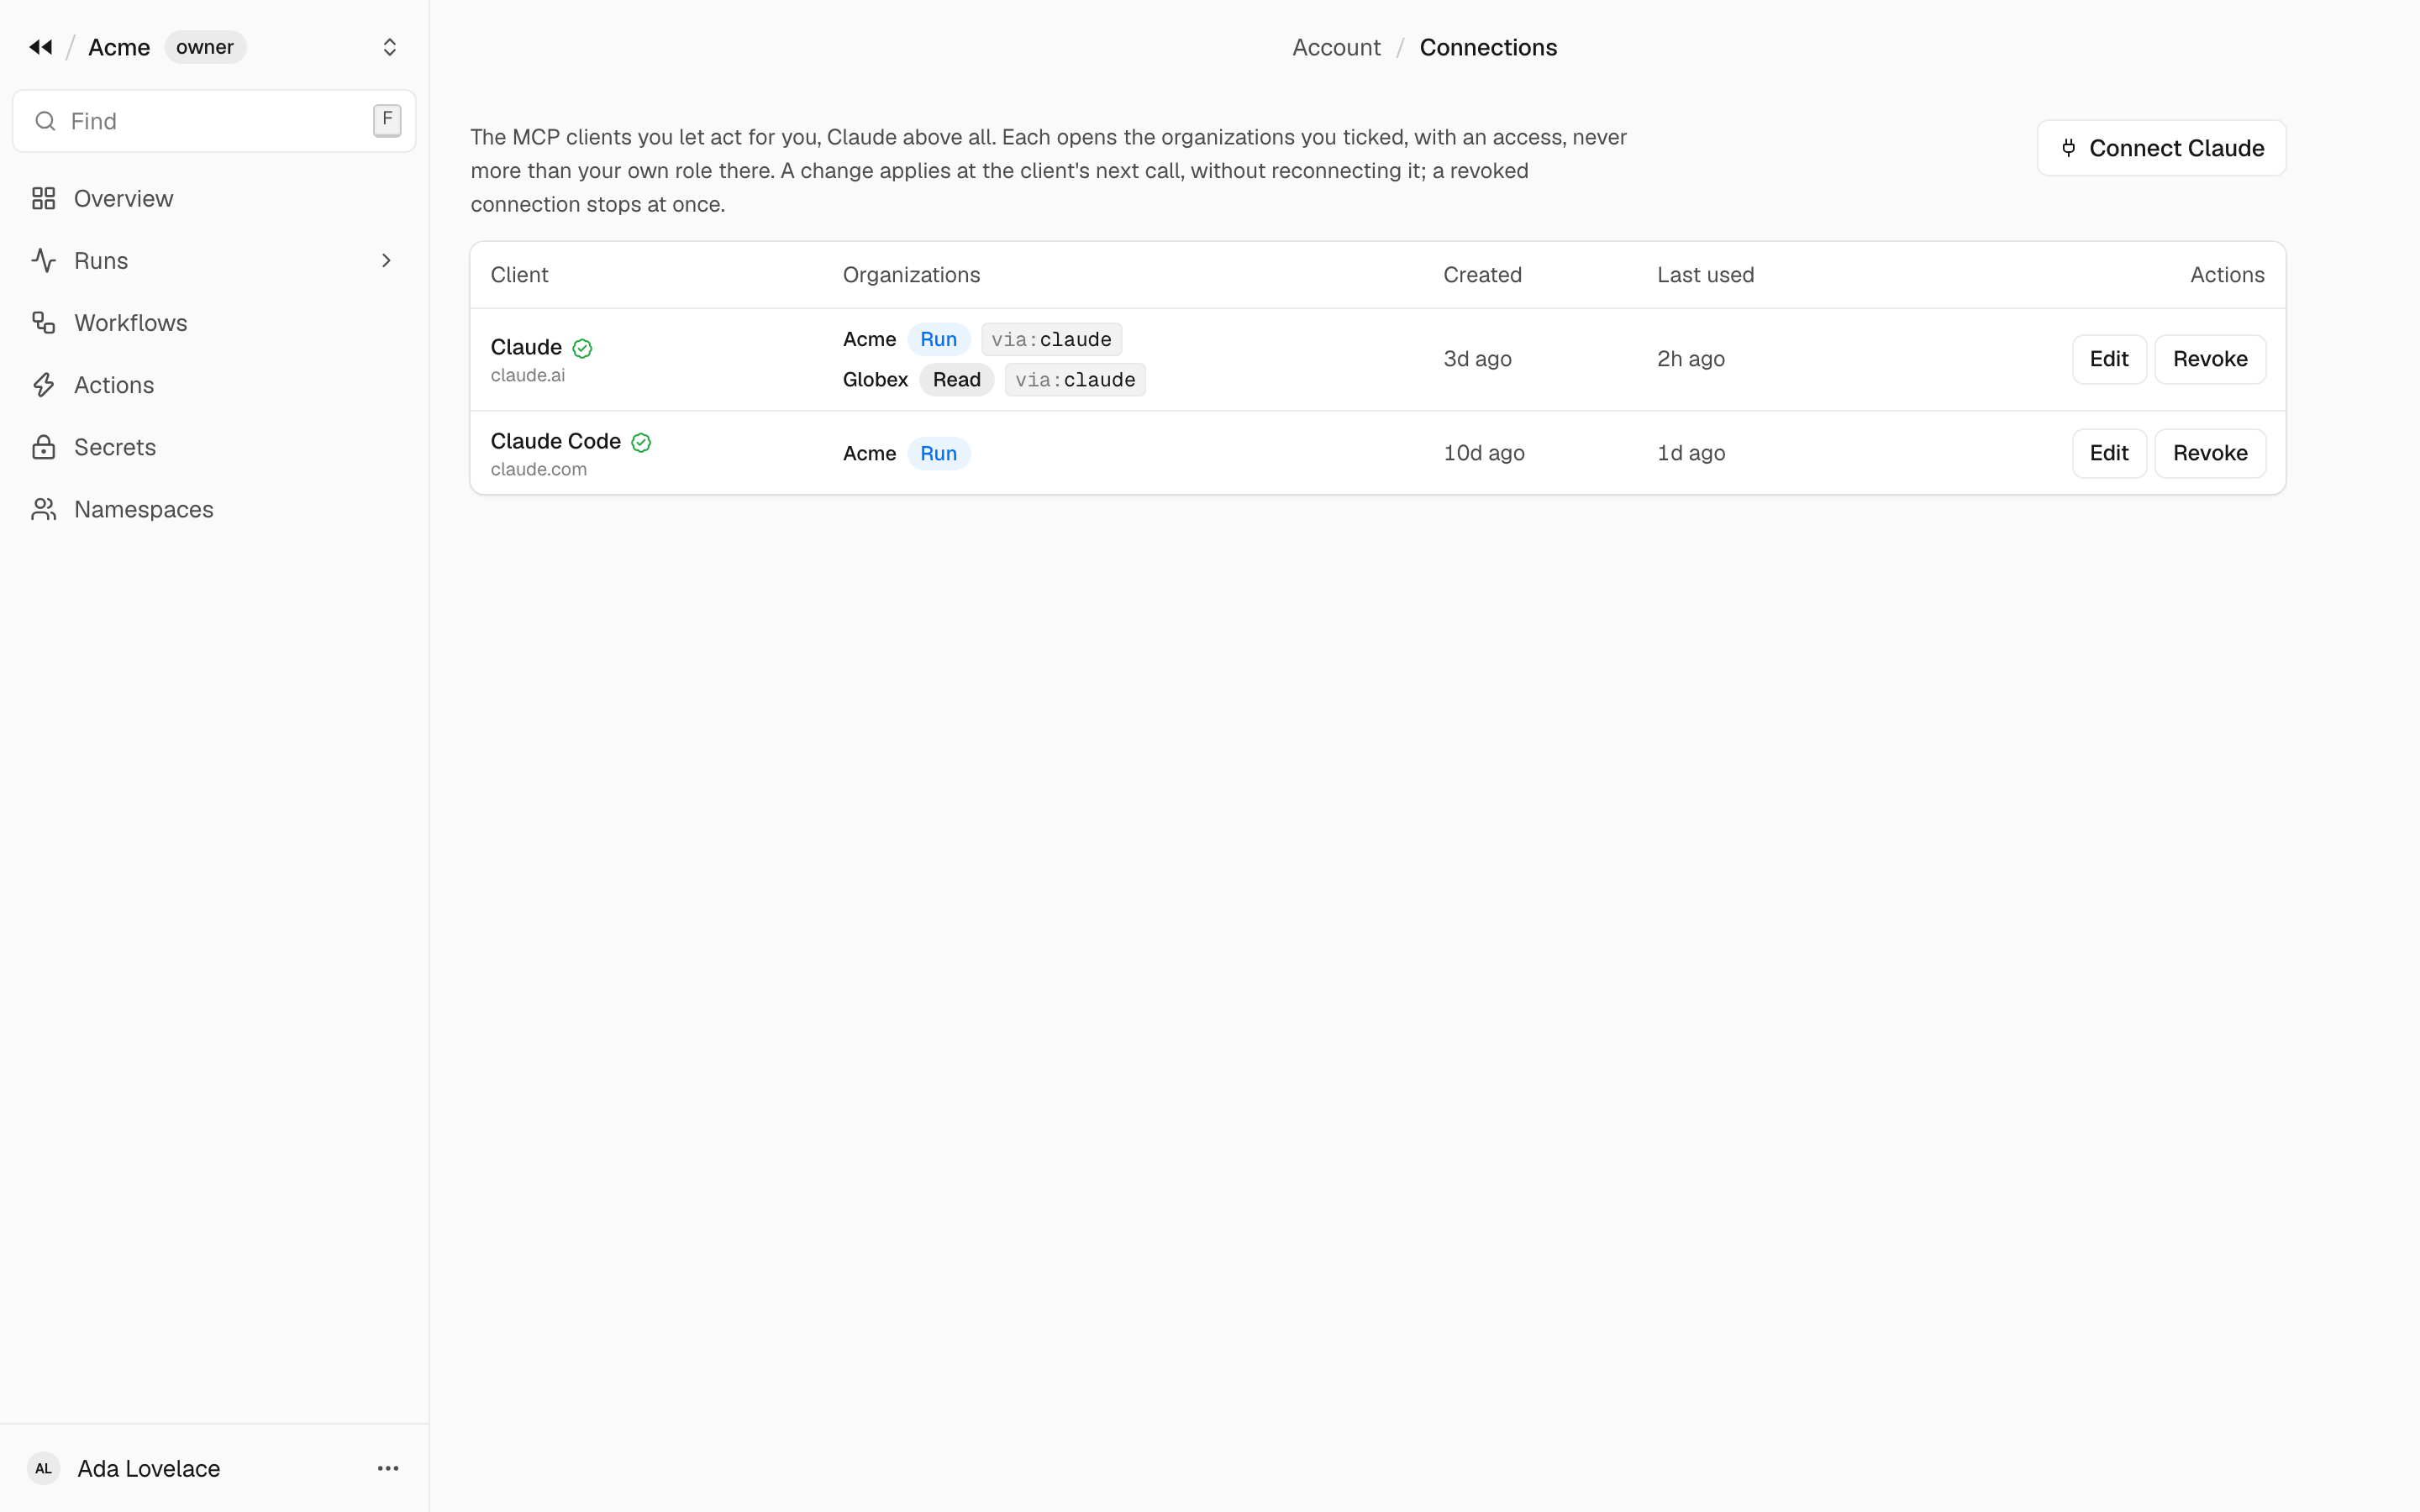 Acme owner
Find F
Overview
Runs
Workflows
Actions
Secrets
Namespaces
AL Ada Lovelace
Account / Connections
The MCP clients you let act for you, Claude above all. Each opens the organizations you ticked, with an access, never
more than your own role there. A change applies at the client's next call, without reconnecting it; a revoked
connection stops at once.
Connect Claude
Client Organizations Created Last used Actions
Claude
claude.ai
Acme Run via:claude
Globex Read via:claude
3d ago 2h ago Edit Revoke
Claude Code
claude.com
Acme Run
10d ago 1d ago Edit Revoke